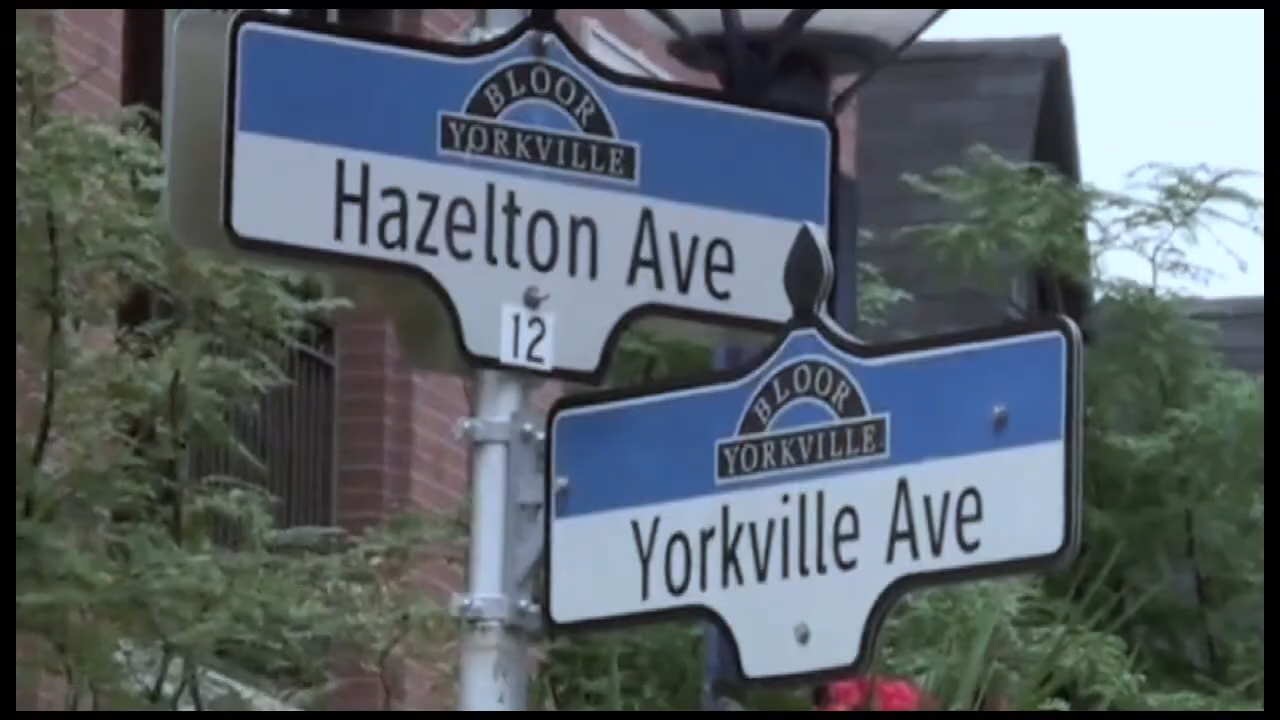 BLOOR
YORKVILLE
Hazelton Ave
12
BLOOR
YORKVILLE
Yorkville Ave